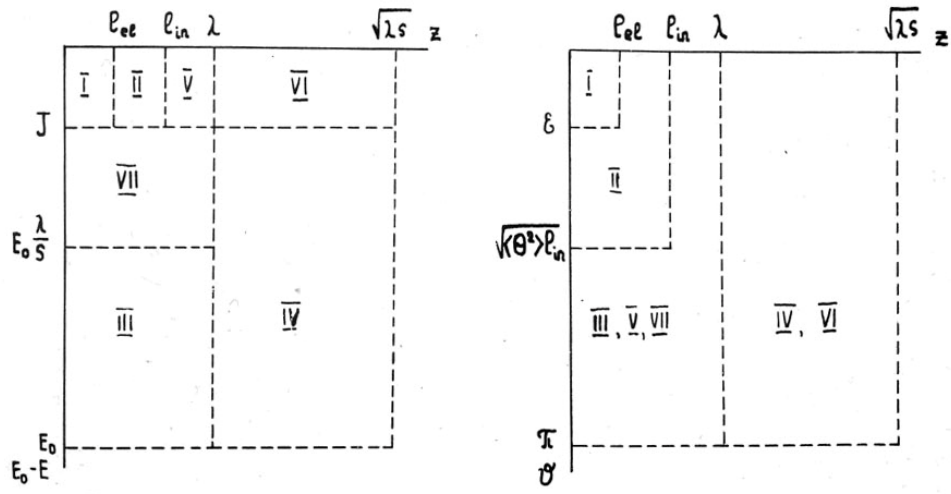 ℓel ℓin λ √λs z
I II V VI
J
VII
E₀ λ/S
III IV
E₀
E₀-E
ℓel ℓin λ √λs z
I
ε
II
√⟨Θ²⟩ℓin
III, V, VII IV, VI
π
ϑ